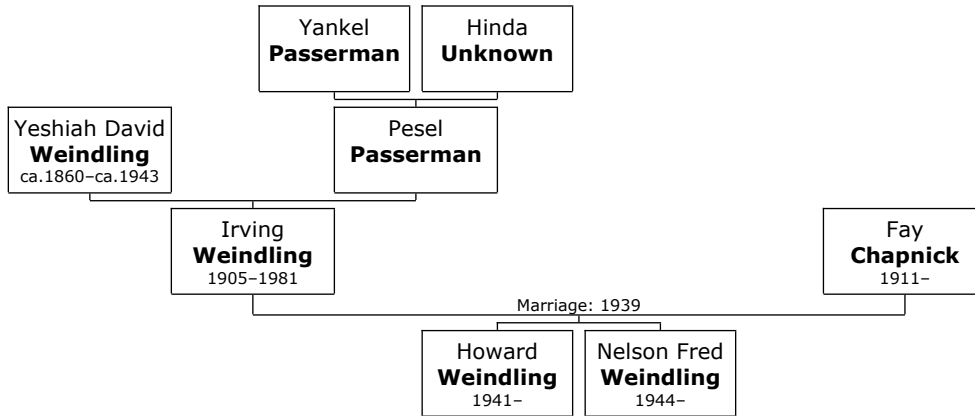 Yankel
Passerman
Hinda
Unknown
Yeshiah David
Weindling
ca.1860–ca.1943
Pesel
Passerman
Irving
Weindling
1905–1981
Fay
Chapnick
1911–
Marriage: 1939
Howard
Weindling
1941–
Nelson Fred
Weindling
1944–